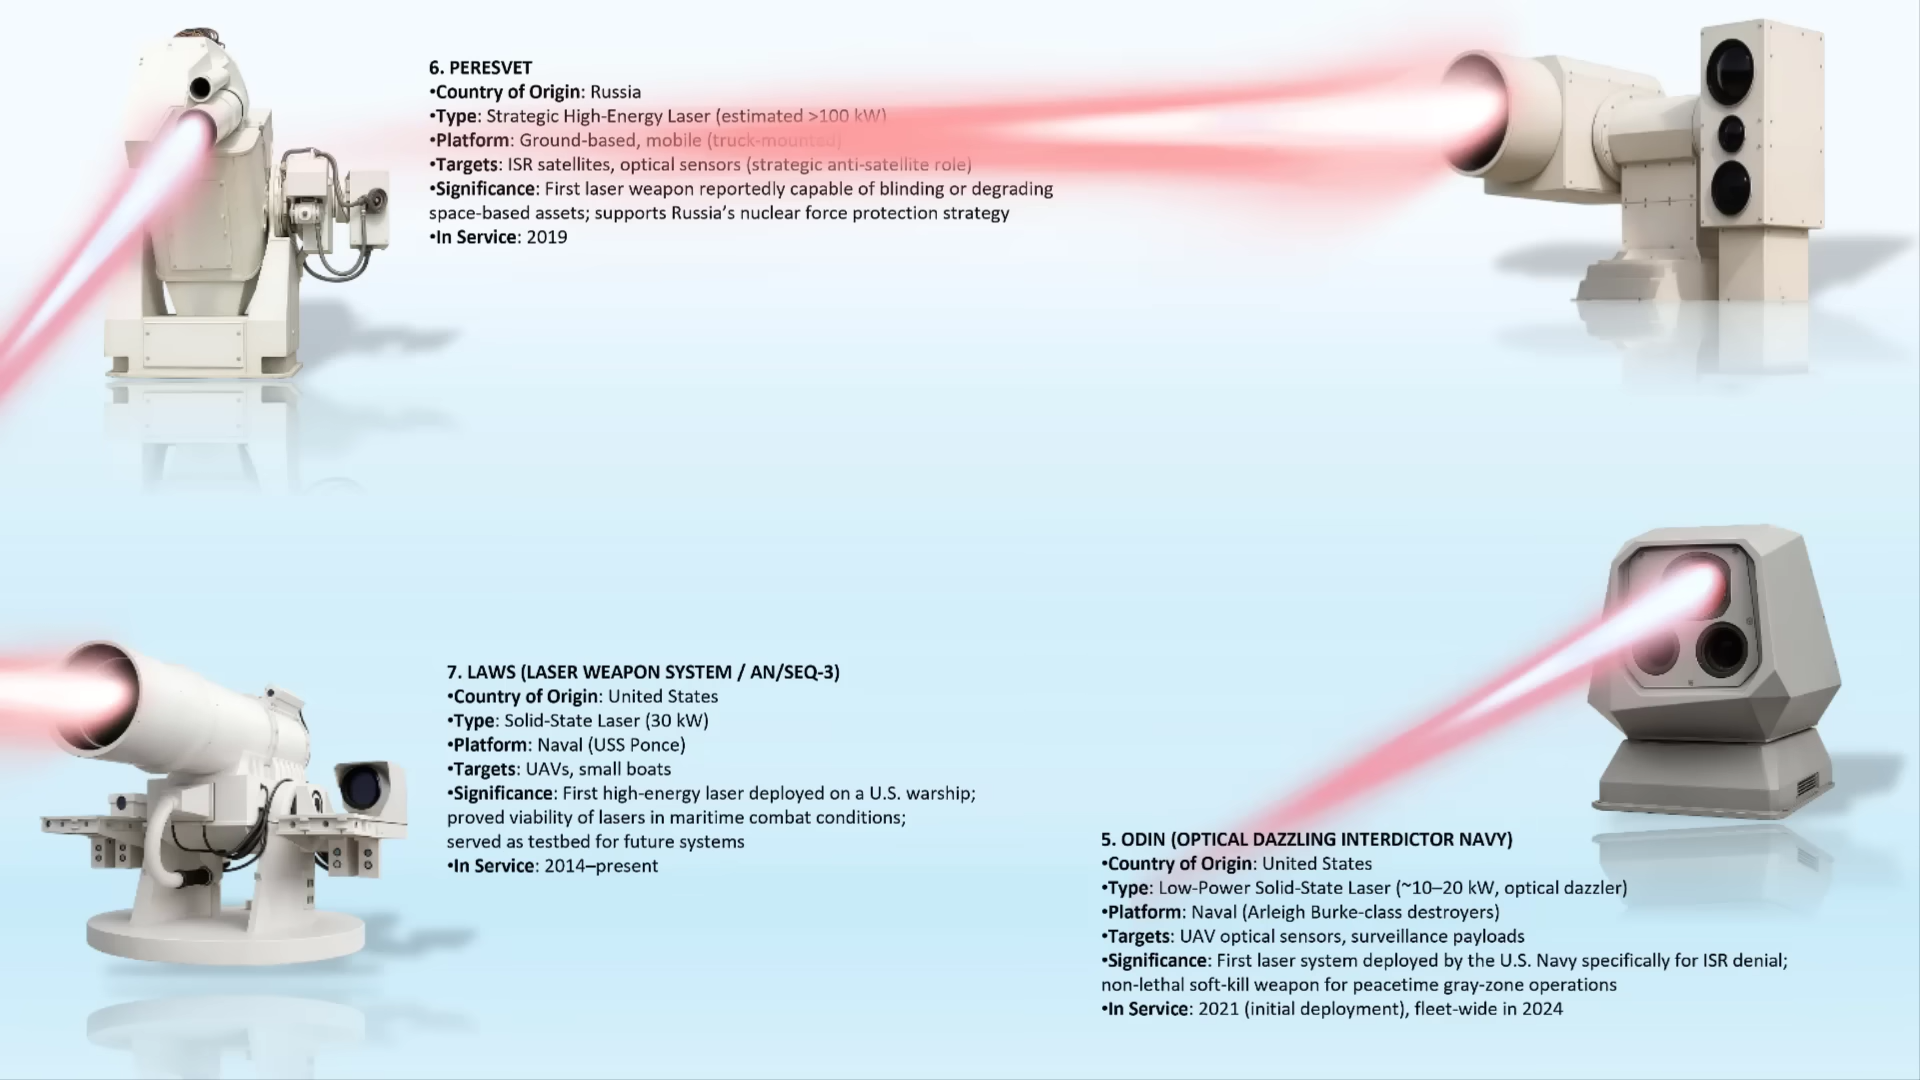 6. PERESVET
•Country of Origin: Russia
•Type: Strategic High-Energy Laser (estimated >100 kW)
•Platform: Ground-based, mobile (truck-mounted)
•Targets: ISR satellites, optical sensors (strategic anti-satellite role)
•Significance: First laser weapon reportedly capable of blinding or degrading
space-based assets; supports Russia’s nuclear force protection strategy
•In Service: 2019
7. LAWS (LASER WEAPON SYSTEM / AN/SEQ-3)
•Country of Origin: United States
•Type: Solid-State Laser (30 kW)
•Platform: Naval (USS Ponce)
•Targets: UAVs, small boats
•Significance: First high-energy laser deployed on a U.S. warship;
proved viability of lasers in maritime combat conditions;
served as testbed for future systems
•In Service: 2014–present
5. ODIN (OPTICAL DAZZLING INTERDICTOR NAVY)
•Country of Origin: United States
•Type: Low-Power Solid-State Laser (~10–20 kW, optical dazzler)
•Platform: Naval (Arleigh Burke-class destroyers)
•Targets: UAV optical sensors, surveillance payloads
•Significance: First laser system deployed by the U.S. Navy specifically for ISR denial;
non-lethal soft-kill weapon for peacetime gray-zone operations
•In Service: 2021 (initial deployment), fleet-wide in 2024